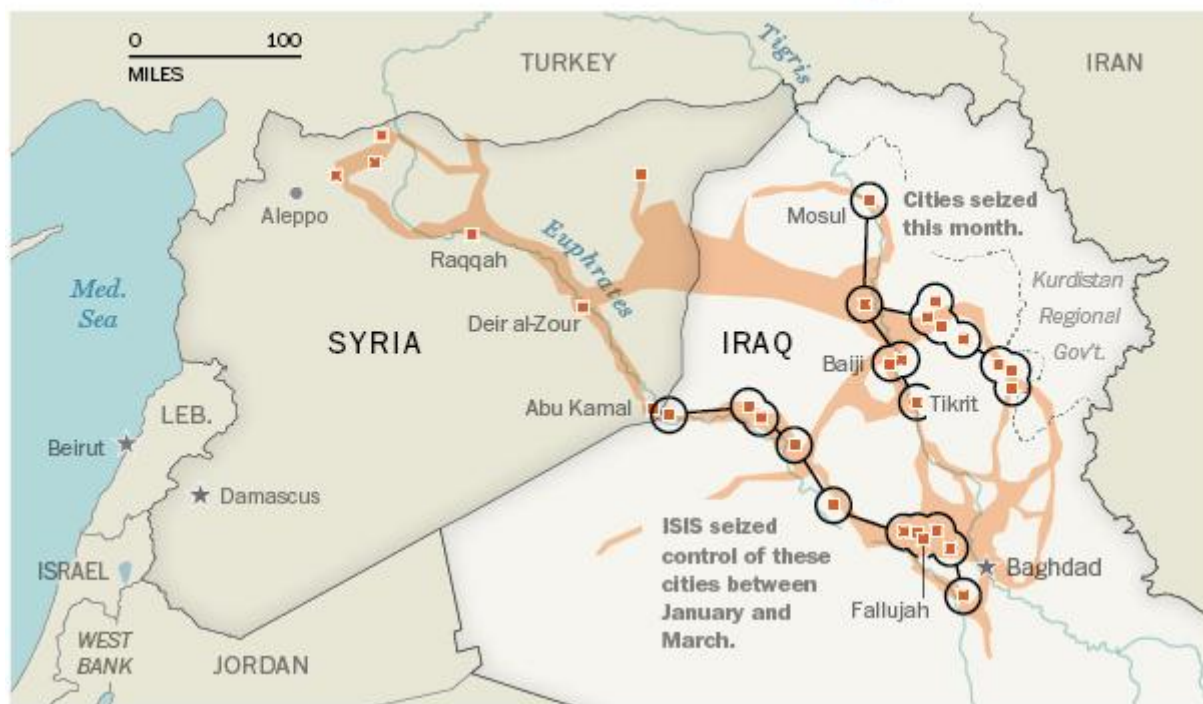 0 100
MILES
TURKEY
Tigris
IRAN
Aleppo
Mosul
Cities seized
this month.
Raqqah
Euphrates
Med.
Sea
Kurdistan
Regional
Gov't.
Deir al-Zour
SYRIA
IRAQ
Baiji
Abu Kamal
Tikrit
LEB.
Beirut
Damascus
ISIS seized
control of these
cities between
January and
March.
ISRAEL
Baghdad
Fallujah
WEST
BANK
JORDAN